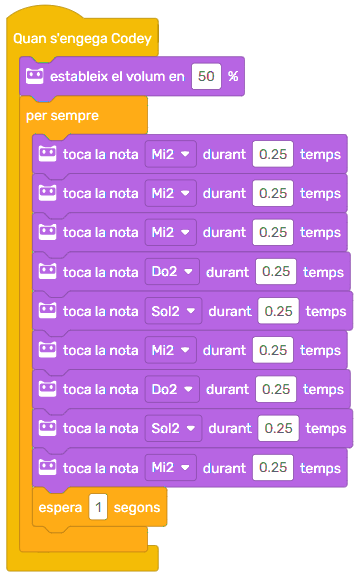 Quan s'engega Codey
estableix el volum en 50 %
per sempre
toca la nota Mi2 durant 0.25 temps
toca la nota Mi2 durant 0.25 temps
toca la nota Mi2 durant 0.25 temps
toca la nota Do2 durant 0.25 temps
toca la nota Sol2 durant 0.25 temps
toca la nota Mi2 durant 0.25 temps
toca la nota Do2 durant 0.25 temps
toca la nota Sol2 durant 0.25 temps
toca la nota Mi2 durant 0.25 temps
espera 1 segons